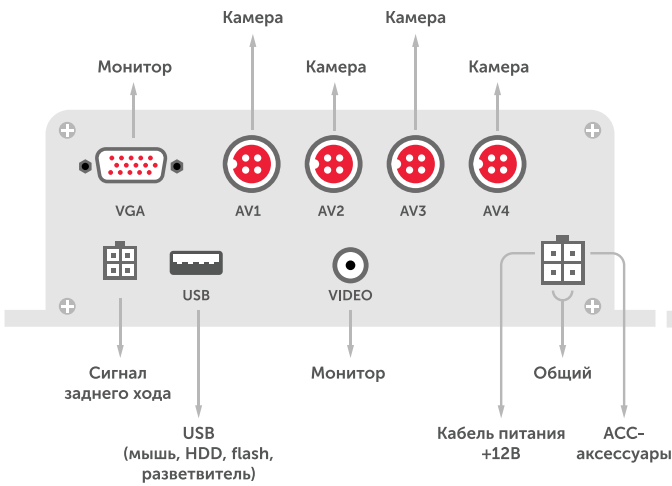 Камера
Камера
Монитор
Камера
Камера
VGA
AV1
AV2
AV3
AV4
USB
VIDEO
Сигнал
заднего хода
Монитор
Общий
USB
(мышь, HDD, flash,
разветвитель)
Кабель питания
+12В
АСС-
аксессуары